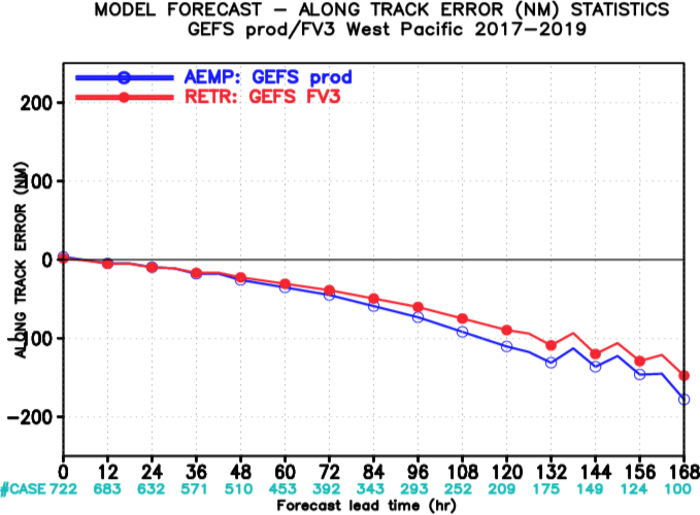 MODEL FORECAST – ALONG TRACK ERROR (NM) STATISTICS
GEFS prod/FV3 West Pacific 2017–2019
AEMP: GEFS prod
RETR: GEFS FV3
ALONG TRACK ERROR (NM)
200
100
0
−100
−200
0 12 24 36 48 60 72 84 96 108 120 132 144 156 168
#CASE 722 683 632 571 510 453 392 343 293 252 209 175 149 124 100
Forecast lead time (hr)